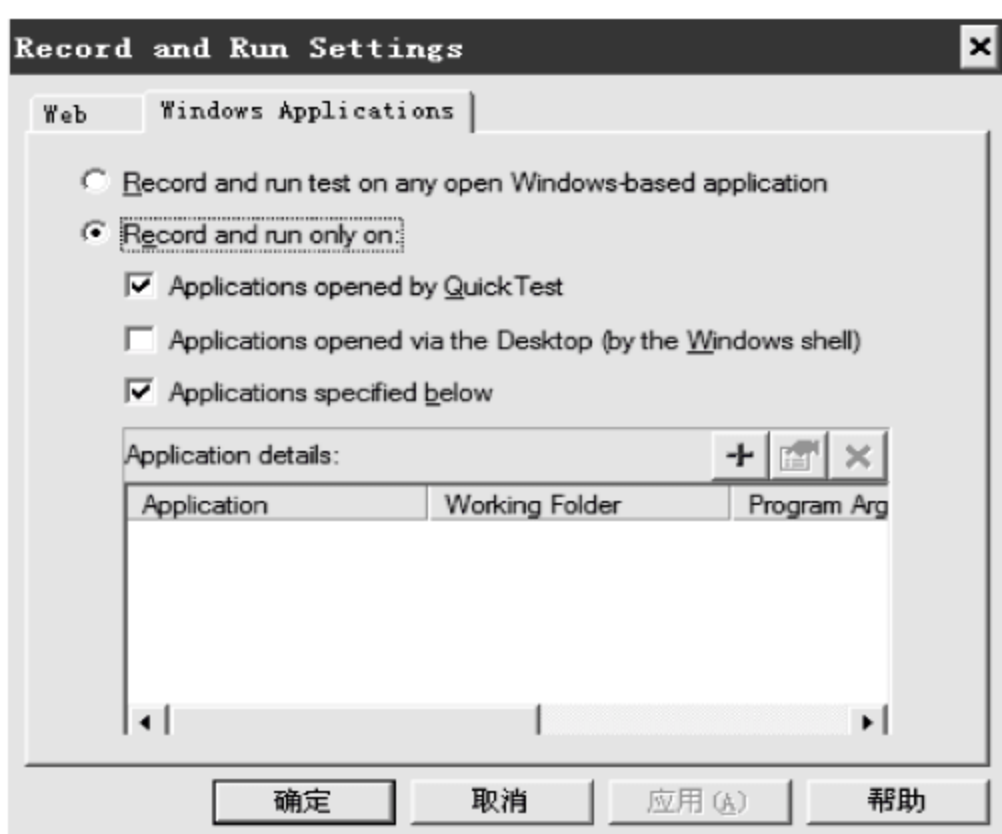 Record and Run Settings
Web Windows Applications
Record and run test on any open Windows-based application
Record and run only on:
Applications opened by QuickTest
Applications opened via the Desktop (by the Windows shell)
Applications specified below
Application details:
Application Working Folder Program Arg
确定 取消 应用(A) 帮助